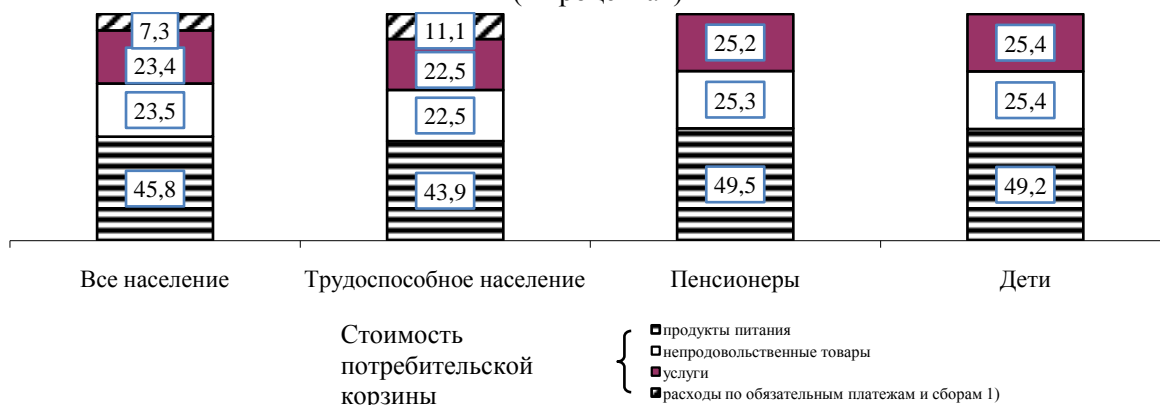 7,3 11,1 25,2 25,4
23,4 22,5 25,3 25,4
23,5 22,5 49,5 49,2
45,8 43,9
Все население Трудоспособное население Пенсионеры Дети
Стоимость
потребительской
корзины
продукты питания
непродовольственные товары
услуги
расходы по обязательным платежам и сборам 1)